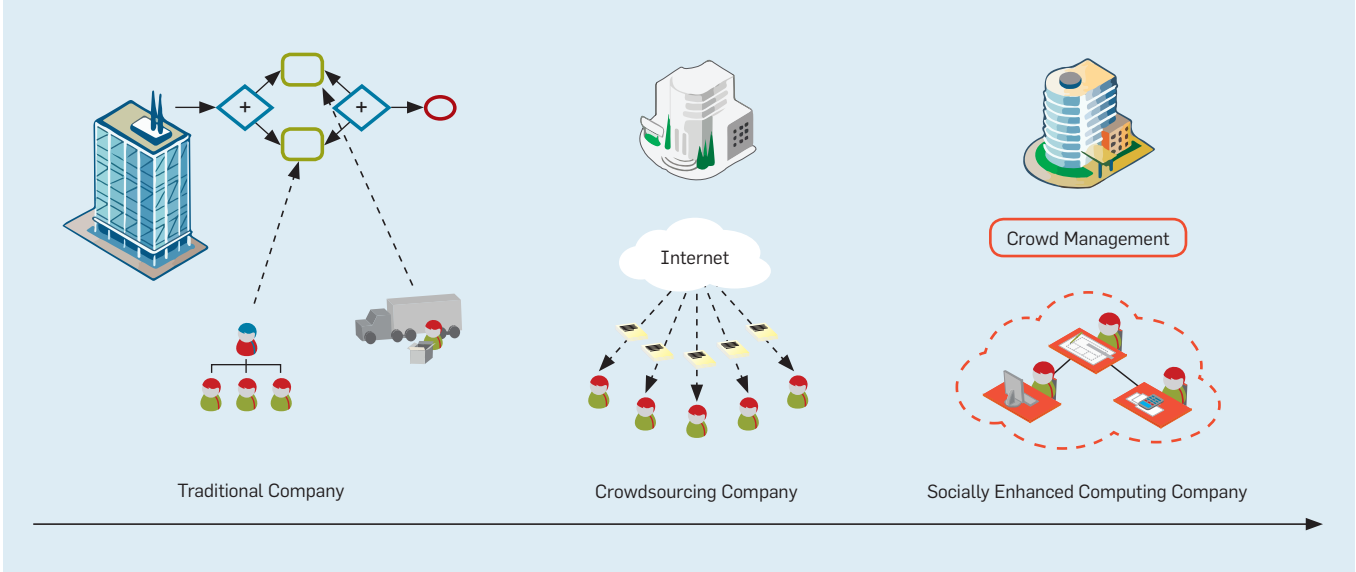 +
+
Internet
Crowd Management
Traditional Company
Crowdsourcing Company
Socially Enhanced Computing Company